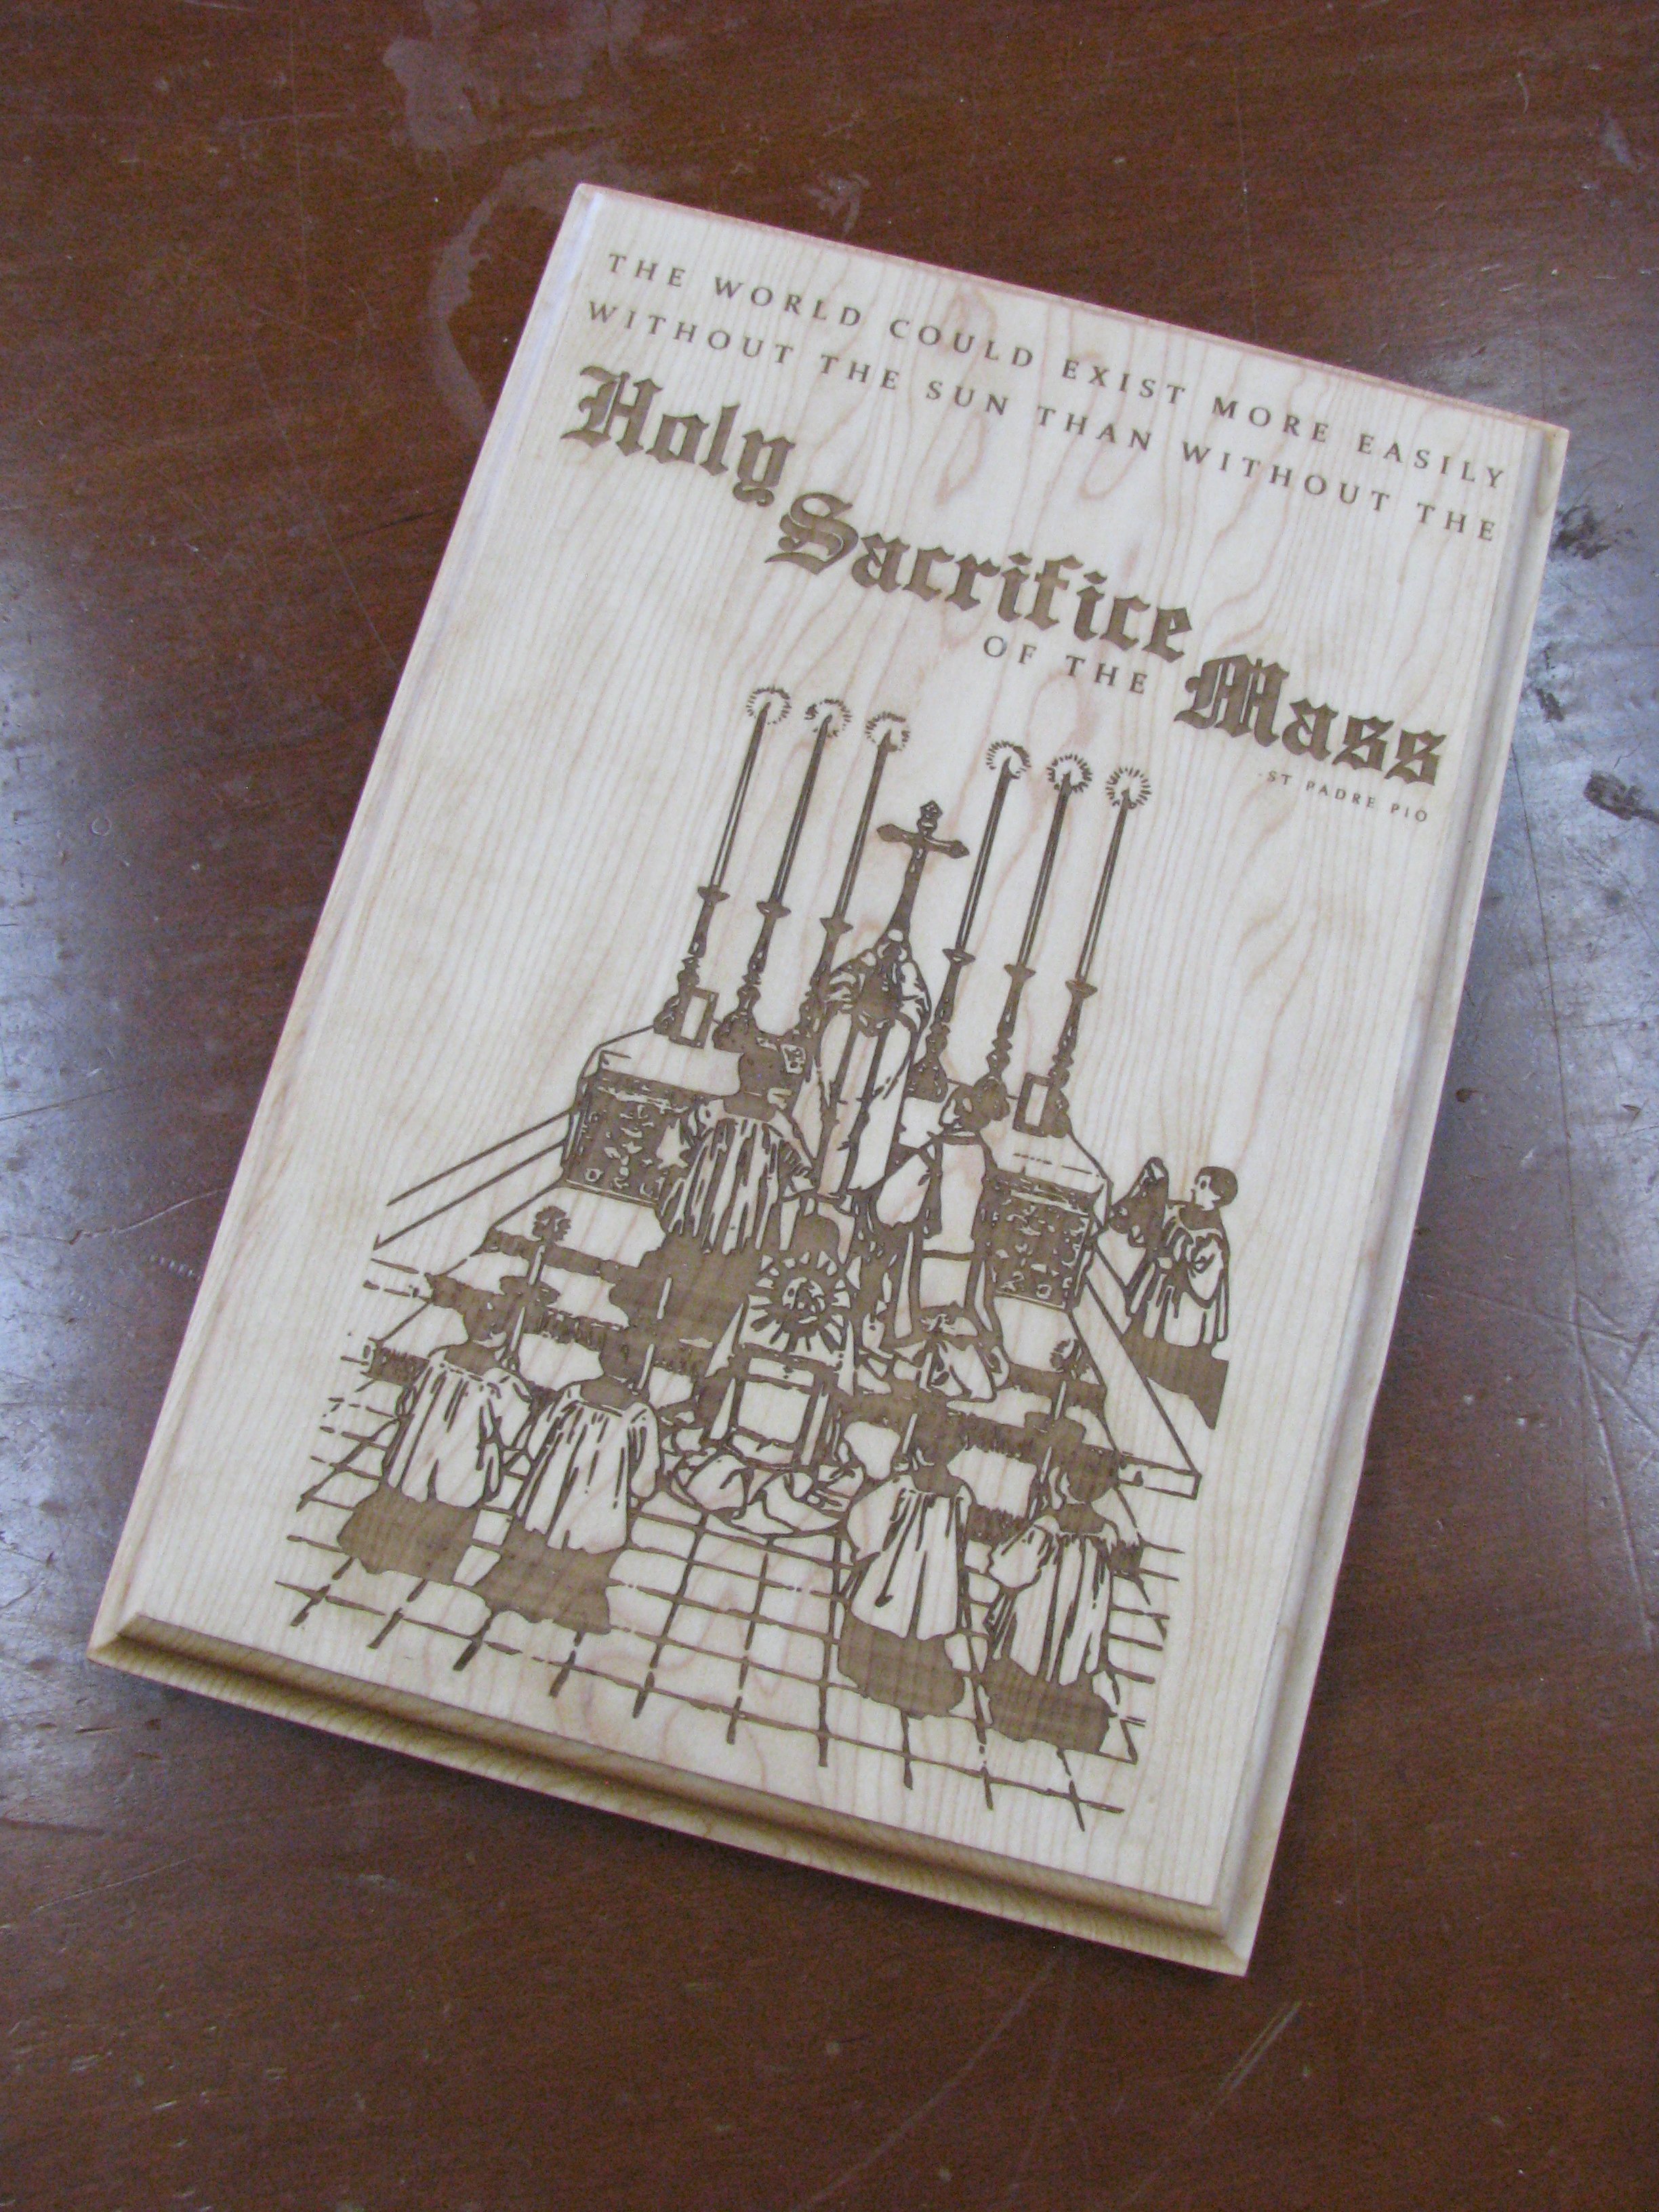 THE WORLD COULD EXIST MORE EASILY
WITHOUT THE SUN THAN WITHOUT THE
Holy
Sacrifice
OF THE
Mass
-ST PADRE PIO